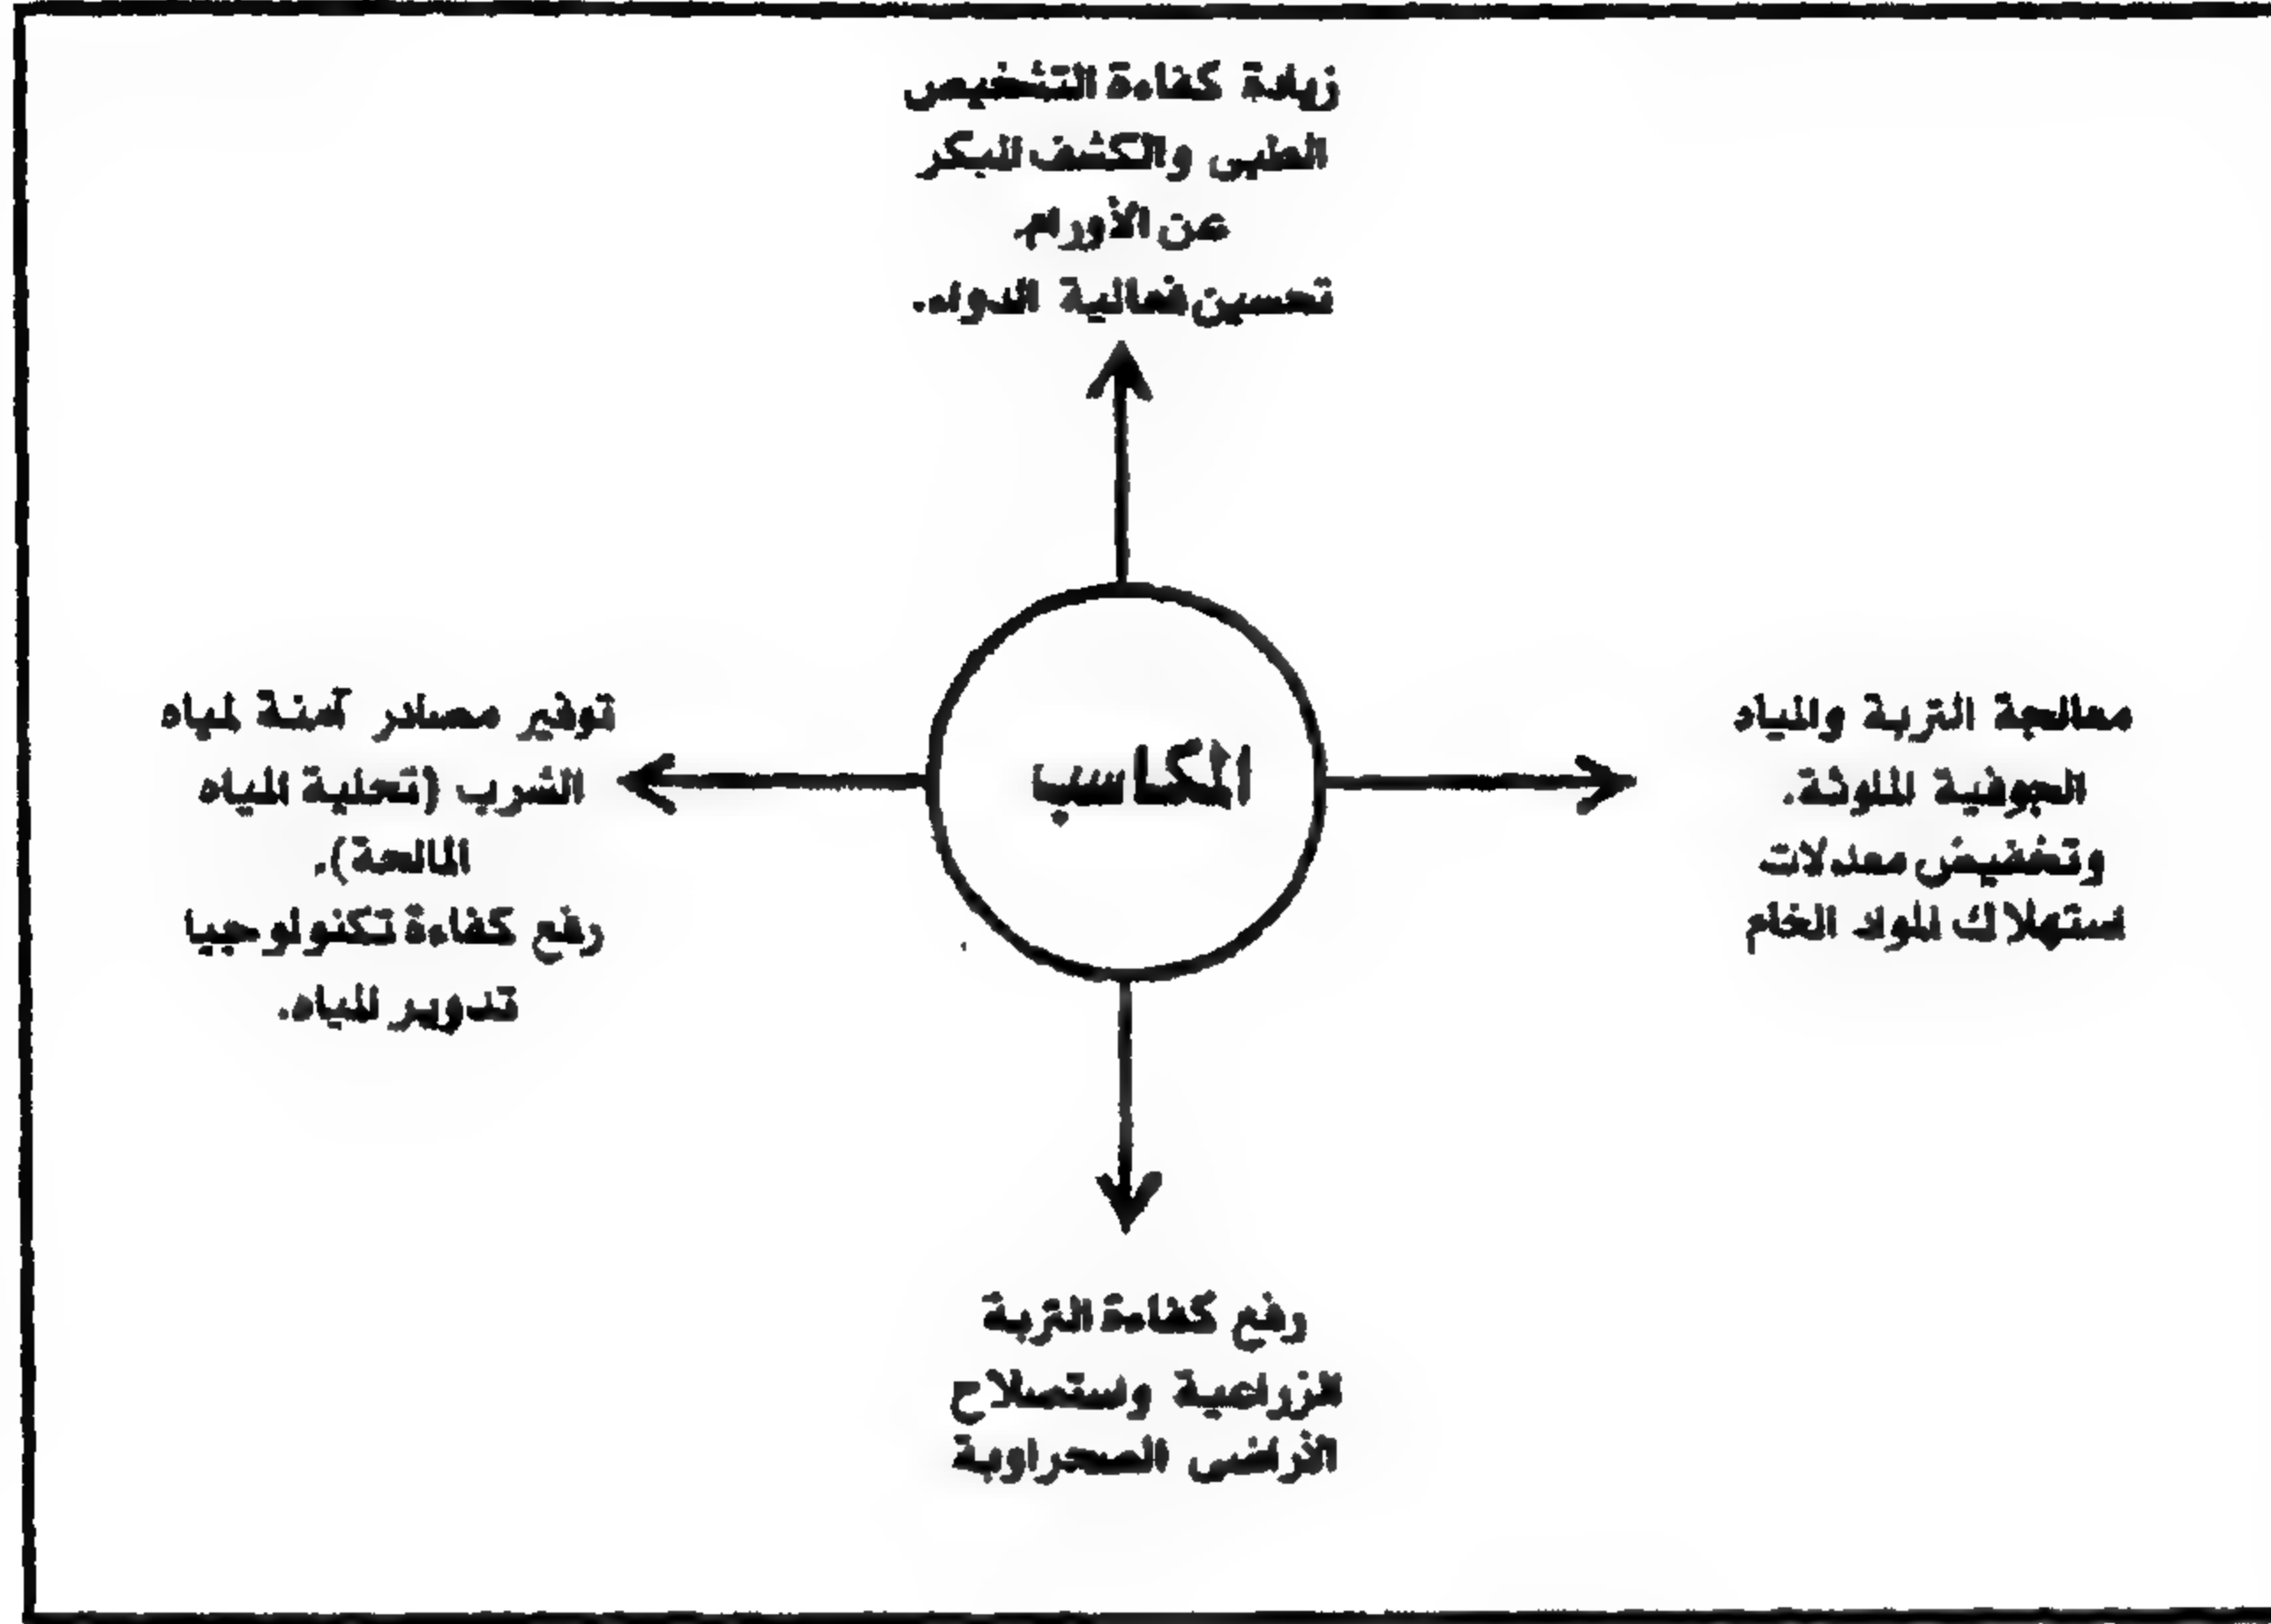 زيادة كفاءة التشخيص
الطبى والكشف المبكر
عن الأورام
تحسين فعالية الدواء.
توفير مصادر آمنة لمياه
الشرب (تحلية المياه
المالحة).
رفع كفاءة تكنولوجيا
تدوير المياه.
المكاسب
معالجة التربة والمياه
الجوفية الملوثة.
وتخفيض معدلات
استهلاك المواد الخام
رفع كفاءة التربة
الزراعية واستصلاح
الأراضى الصحراوية